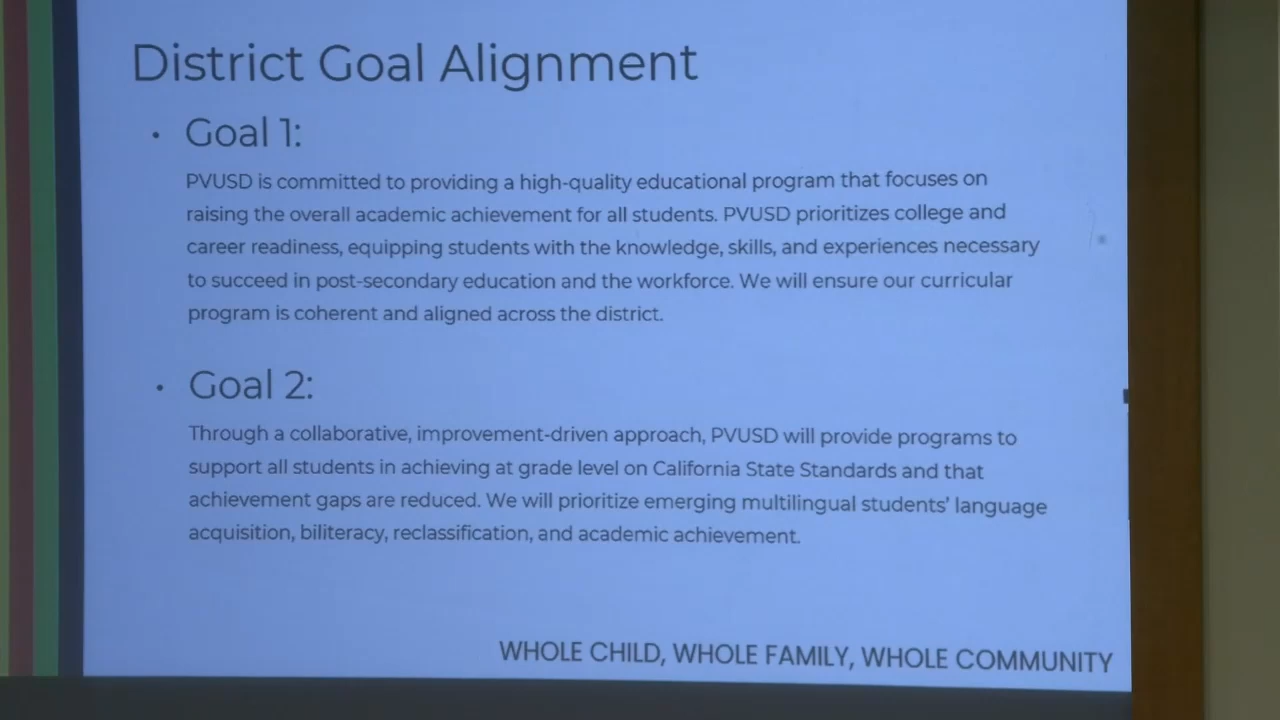 District Goal Alignment
• Goal 1:
PVUSD is committed to providing a high-quality educational program that focuses on
raising the overall academic achievement for all students. PVUSD prioritizes college and
career readiness, equipping students with the knowledge, skills, and experiences necessary
to succeed in post-secondary education and the workforce. We will ensure our curricular
program is coherent and aligned across the district.
• Goal 2:
Through a collaborative, improvement-driven approach, PVUSD will provide programs to
support all students in achieving at grade level on California State Standards and that
achievement gaps are reduced. We will prioritize emerging multilingual students' language
acquisition, biliteracy, reclassification, and academic achievement.
WHOLE CHILD, WHOLE FAMILY, WHOLE COMMUNITY